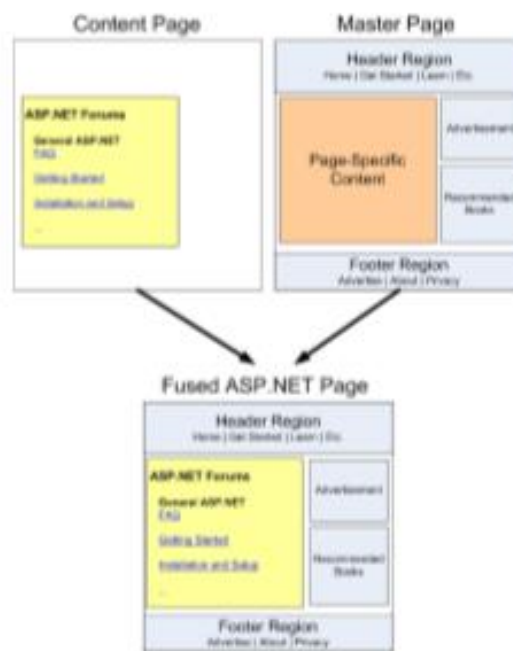 Content Page
ASP.NET Forums
General ASP.NET
FAQ
Getting Started
Installation and Setup
...
Master Page
Header Region
Home | Get Started | Learn | Etc.
Page-Specific
Content
Advertisement
Recommended
Books
Footer Region
Advertise | About | Privacy
Fused ASP.NET Page
Header Region
Home | Get Started | Learn | Etc.
ASP.NET Forums
General ASP.NET
FAQ
Getting Started
Installation and Setup
...
Advertisement
Recommended
Books
Footer Region
Advertise | About | Privacy